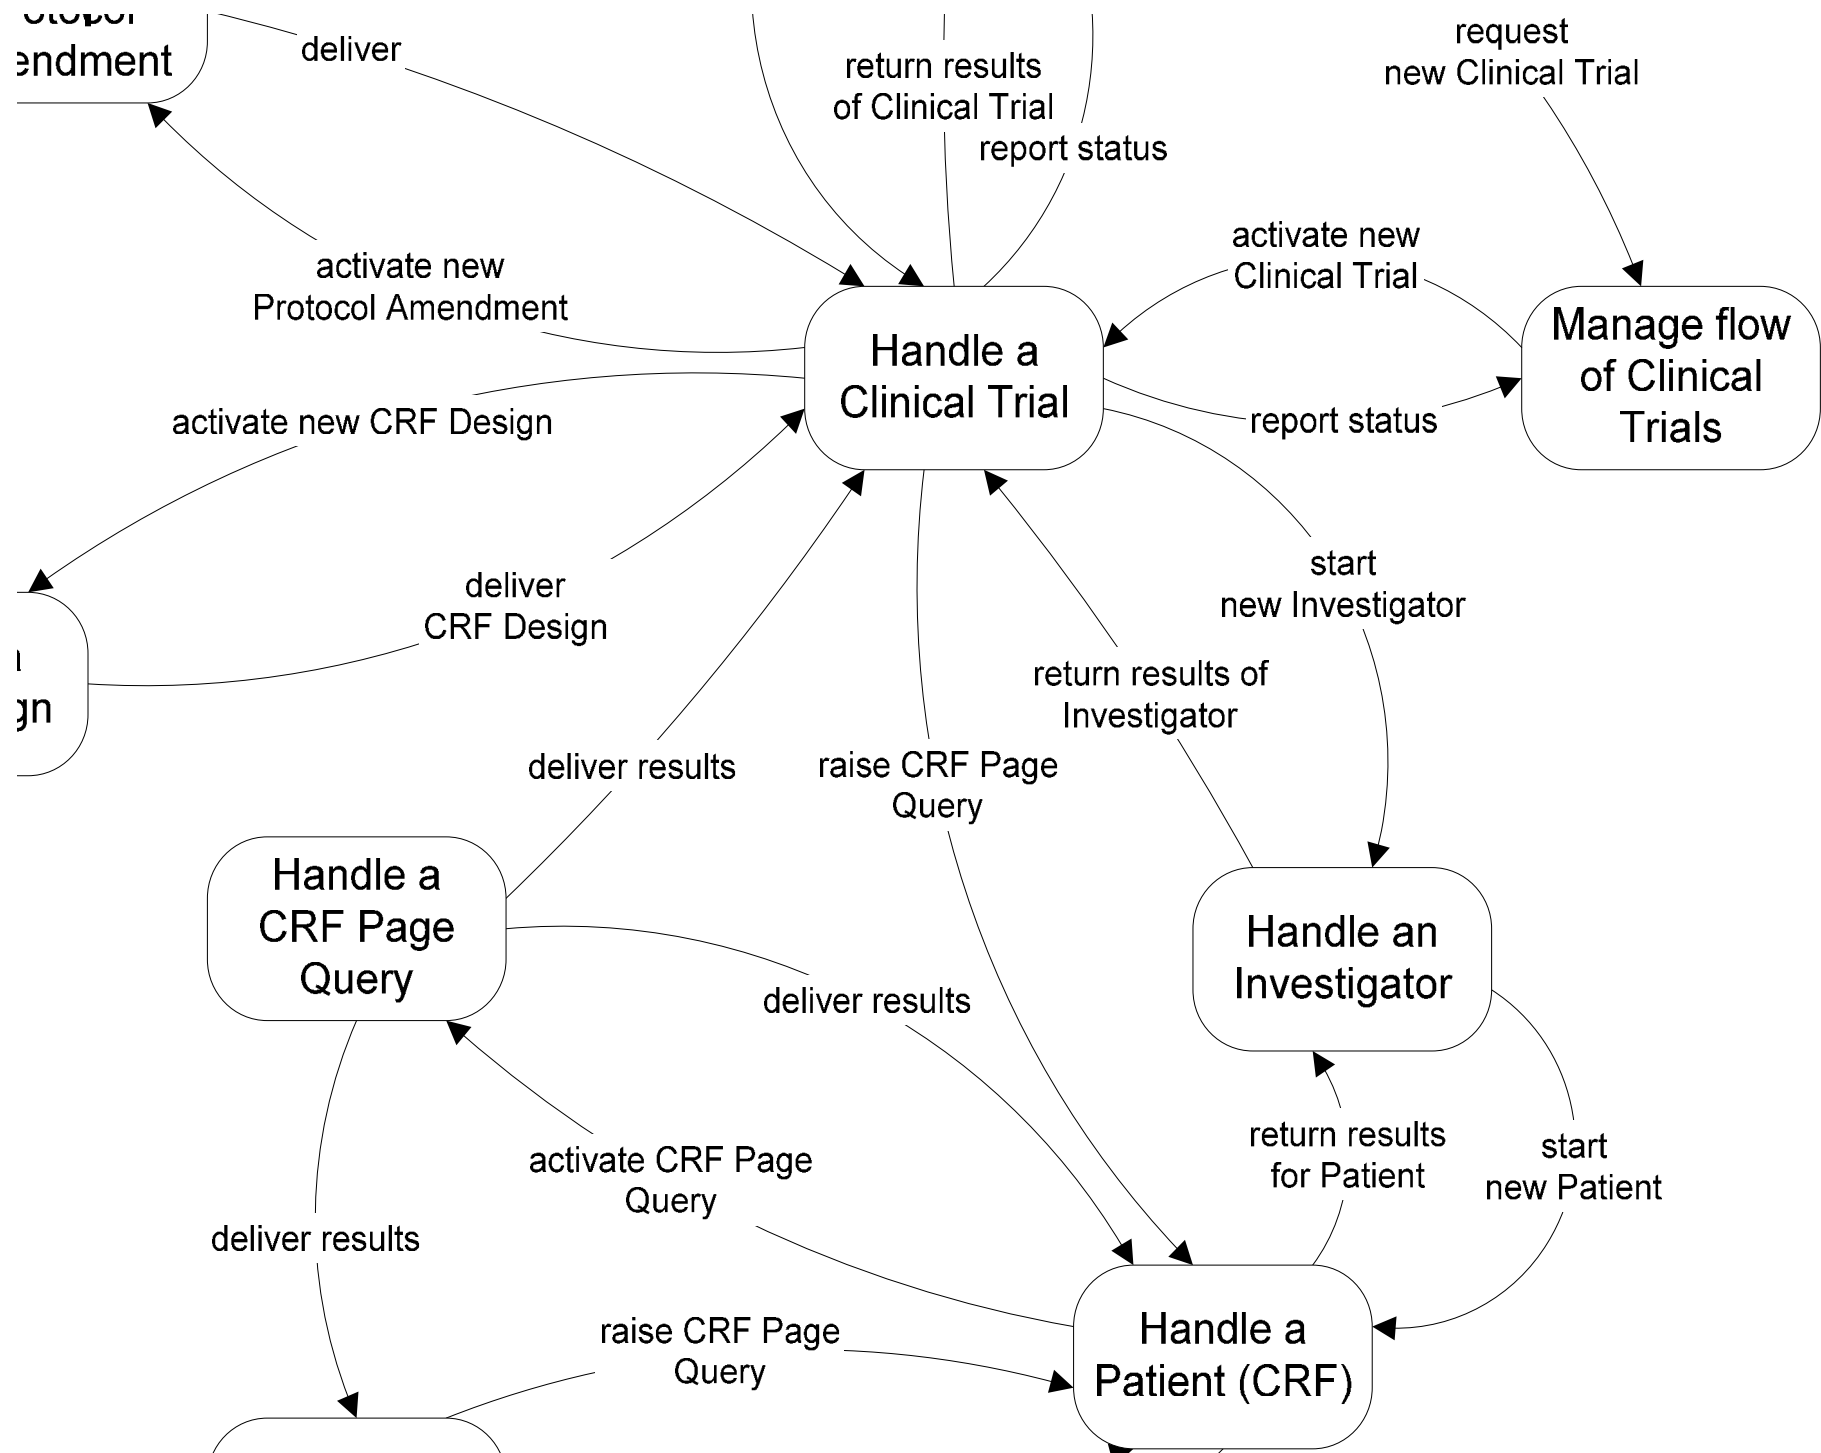 endment
deliver
return results
of Clinical Trial
report status
request
new Clinical Trial
activate new
Protocol Amendment
activate new
Clinical Trial
Handle a
Clinical Trial
Manage flow
of Clinical
Trials
report status
activate new CRF Design
deliver
CRF Design
start
new Investigator
gn
return results of
Investigator
deliver results
raise CRF Page
Query
Handle a
CRF Page
Query
Handle an
Investigator
deliver results
activate CRF Page
Query
return results
for Patient
start
new Patient
deliver results
raise CRF Page
Query
Handle a
Patient (CRF)